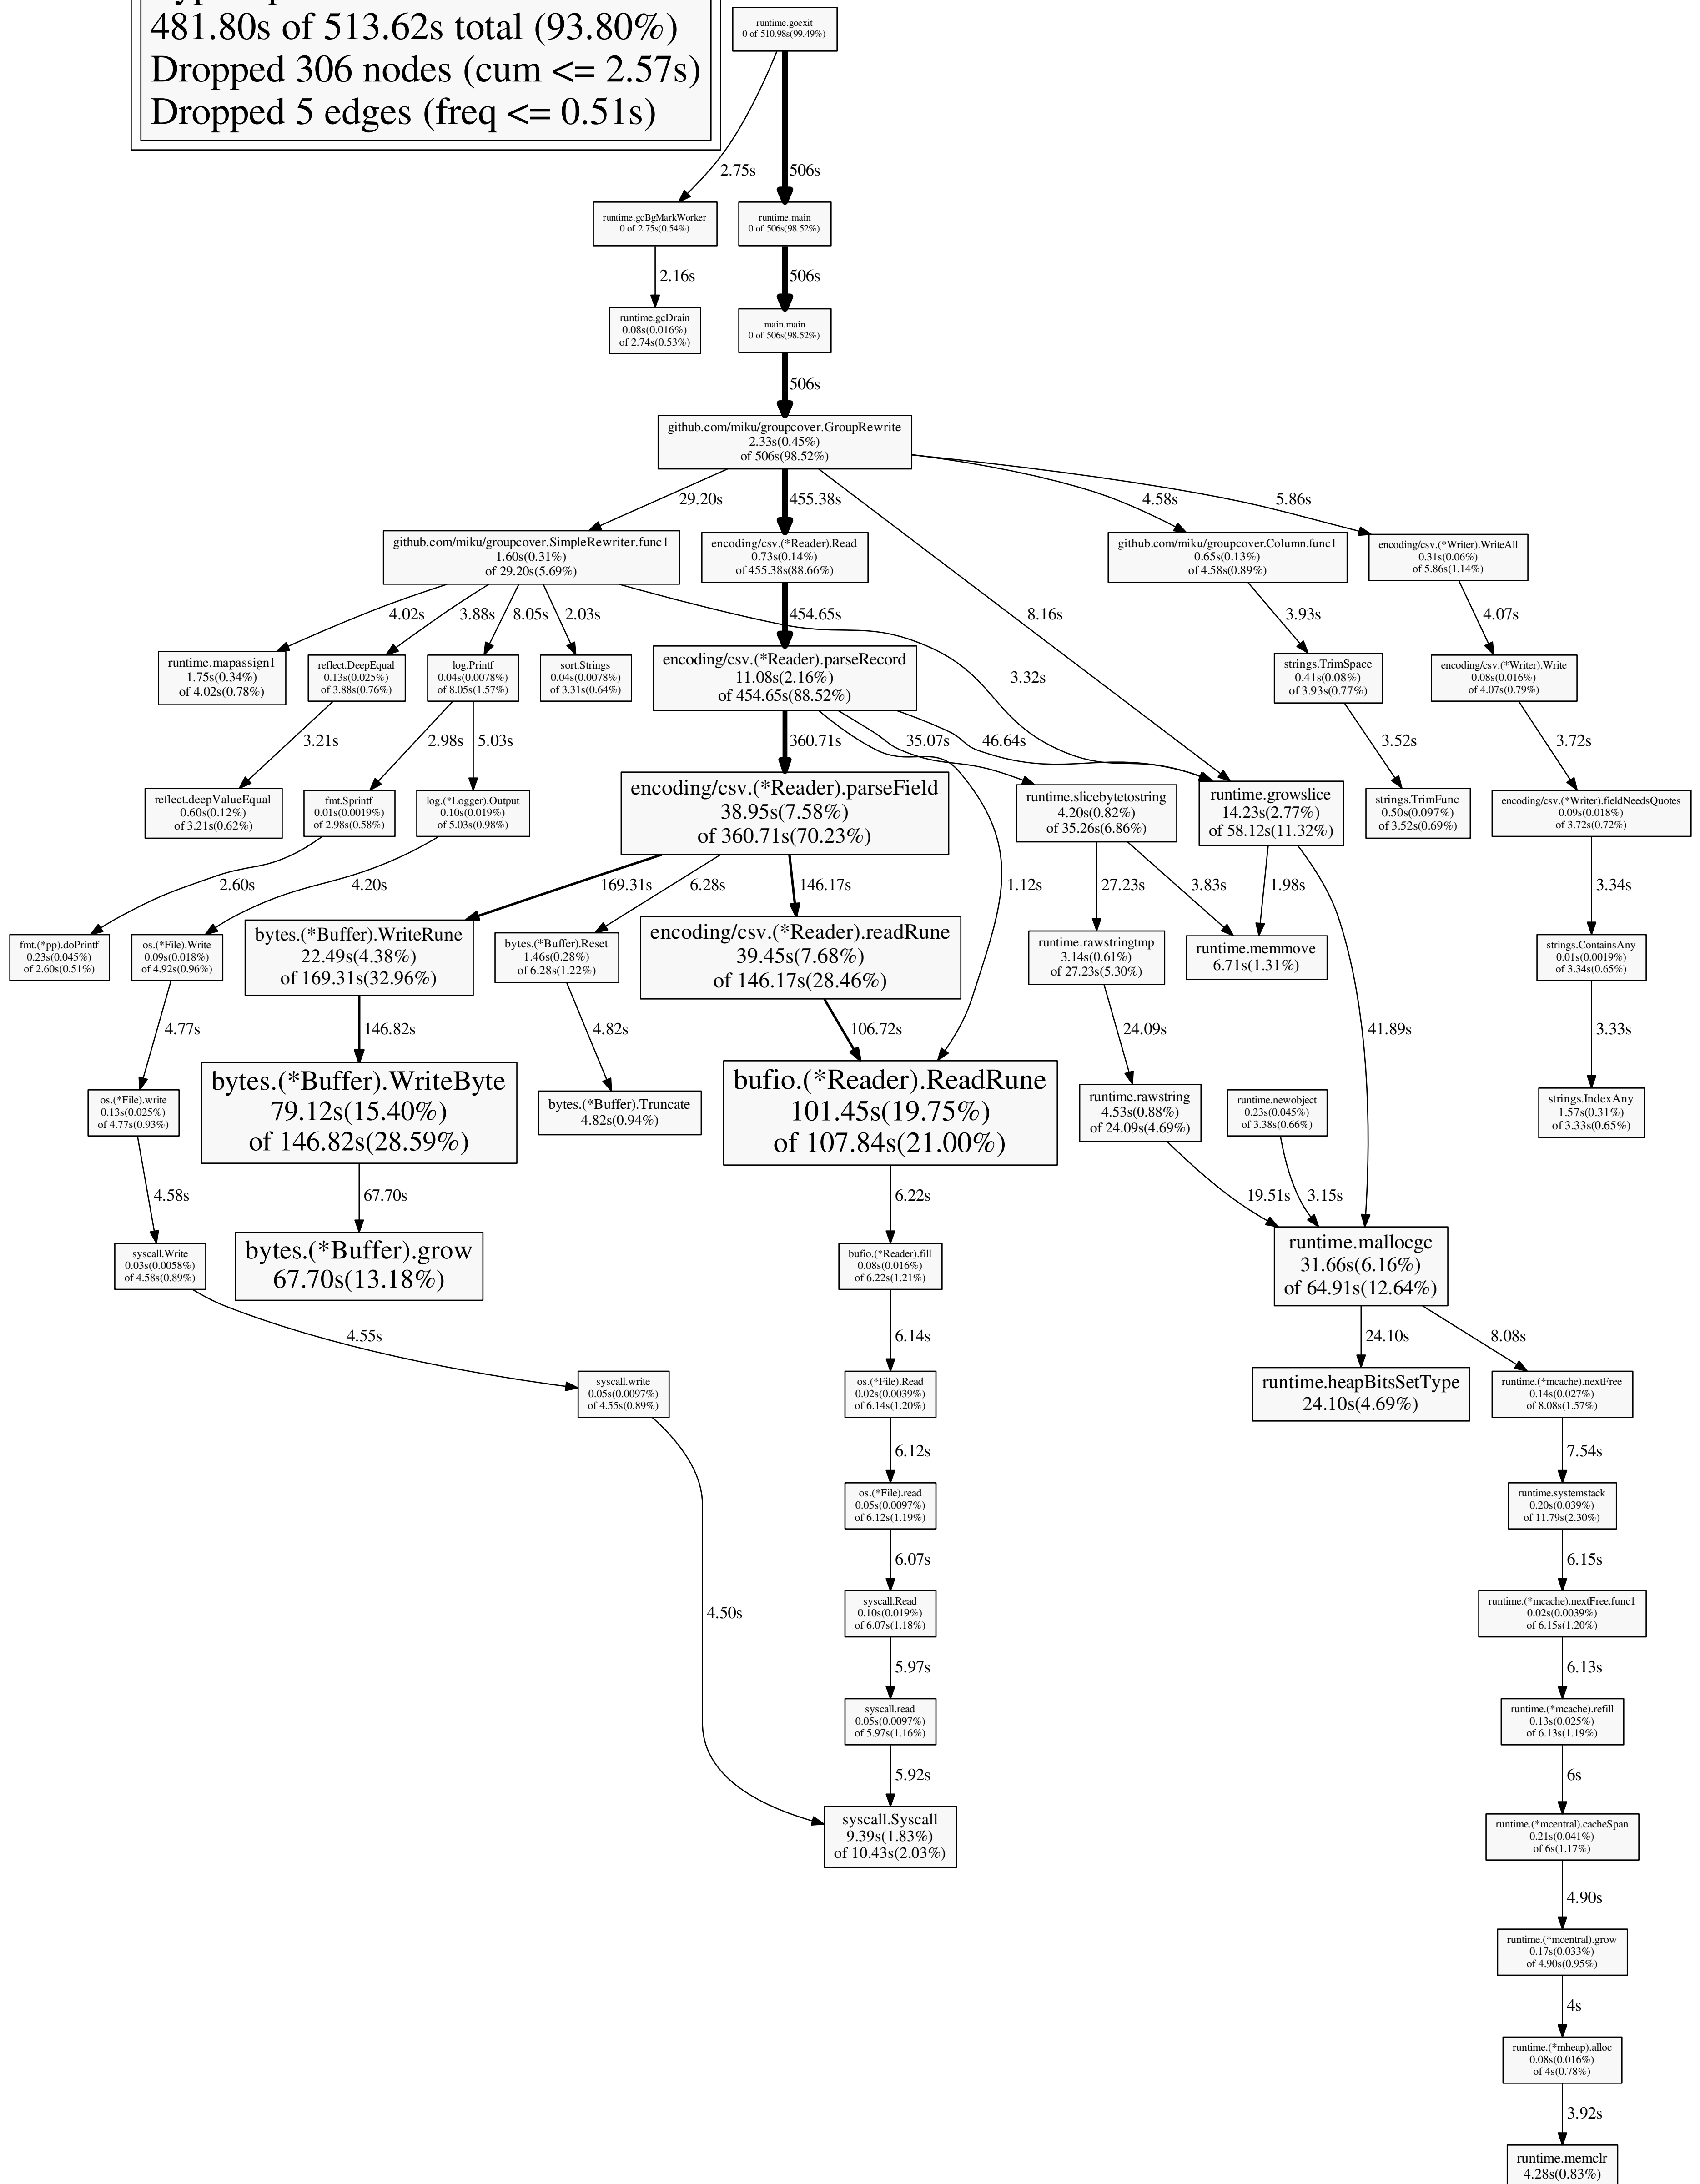 481.80s of 513.62s total (93.80%)
Dropped 306 nodes (cum <= 2.57s)
Dropped 5 edges (freq <= 0.51s)
runtime.goexit
0 of 510.98s(99.49%)
2.75s
506s
runtime.gcBgMarkWorker
0 of 2.75s(0.54%)
runtime.main
0 of 506s(98.52%)
2.16s
506s
runtime.gcDrain
0.08s(0.016%)
of 2.74s(0.53%)
main.main
0 of 506s(98.52%)
506s
github.com/miku/groupcover.GroupRewrite
2.33s(0.45%)
of 506s(98.52%)
29.20s
455.38s
4.58s
5.86s
github.com/miku/groupcover.SimpleRewriter.func1
1.60s(0.31%)
of 29.20s(5.69%)
encoding/csv.(*Reader).Read
0.73s(0.14%)
of 455.38s(88.66%)
github.com/miku/groupcover.Column.func1
0.65s(0.13%)
of 4.58s(0.89%)
encoding/csv.(*Writer).WriteAll
0.31s(0.06%)
of 5.86s(1.14%)
4.02s
3.88s
8.05s
2.03s
454.65s
8.16s
3.93s
4.07s
runtime.mapassign1
1.75s(0.34%)
of 4.02s(0.78%)
reflect.DeepEqual
0.13s(0.025%)
of 3.88s(0.76%)
log.Printf
0.04s(0.0078%)
of 8.05s(1.57%)
sort.Strings
0.04s(0.0078%)
of 3.31s(0.64%)
encoding/csv.(*Reader).parseRecord
11.08s(2.16%)
of 454.65s(88.52%)
3.32s
strings.TrimSpace
0.41s(0.08%)
of 3.93s(0.77%)
encoding/csv.(*Writer).Write
0.08s(0.016%)
of 4.07s(0.79%)
3.21s
2.98s
5.03s
360.71s
35.07s
46.64s
3.52s
3.72s
reflect.deepValueEqual
0.60s(0.12%)
of 3.21s(0.62%)
fmt.Sprintf
0.01s(0.0019%)
of 2.98s(0.58%)
log.(*Logger).Output
0.10s(0.019%)
of 5.03s(0.98%)
encoding/csv.(*Reader).parseField
38.95s(7.58%)
of 360.71s(70.23%)
runtime.slicebytetostring
4.20s(0.82%)
of 35.26s(6.86%)
runtime.growslice
14.23s(2.77%)
of 58.12s(11.32%)
strings.TrimFunc
0.50s(0.097%)
of 3.52s(0.69%)
encoding/csv.(*Writer).fieldNeedsQuotes
0.09s(0.018%)
of 3.72s(0.72%)
2.60s
4.20s
169.31s
6.28s
146.17s
1.12s
27.23s
3.83s
1.98s
3.34s
fmt.(*pp).doPrintf
0.23s(0.045%)
of 2.60s(0.51%)
os.(*File).Write
0.09s(0.018%)
of 4.92s(0.96%)
bytes.(*Buffer).WriteRune
22.49s(4.38%)
of 169.31s(32.96%)
bytes.(*Buffer).Reset
1.46s(0.28%)
of 6.28s(1.22%)
encoding/csv.(*Reader).readRune
39.45s(7.68%)
of 146.17s(28.46%)
runtime.rawstringtmp
3.14s(0.61%)
of 27.23s(5.30%)
runtime.memmove
6.71s(1.31%)
strings.ContainsAny
0.01s(0.0019%)
of 3.34s(0.65%)
4.77s
146.82s
4.82s
106.72s
24.09s
41.89s
3.33s
os.(*File).write
0.13s(0.025%)
of 4.77s(0.93%)
bytes.(*Buffer).WriteByte
79.12s(15.40%)
of 146.82s(28.59%)
bytes.(*Buffer).Truncate
4.82s(0.94%)
bufio.(*Reader).ReadRune
101.45s(19.75%)
of 107.84s(21.00%)
runtime.rawstring
4.53s(0.88%)
of 24.09s(4.69%)
runtime.newobject
0.23s(0.045%)
of 3.38s(0.66%)
strings.IndexAny
1.57s(0.31%)
of 3.33s(0.65%)
4.58s
67.70s
6.22s
19.51s
3.15s
syscall.Write
0.03s(0.0058%)
of 4.58s(0.89%)
bytes.(*Buffer).grow
67.70s(13.18%)
bufio.(*Reader).fill
0.08s(0.016%)
of 6.22s(1.21%)
runtime.mallocgc
31.66s(6.16%)
of 64.91s(12.64%)
4.55s
6.14s
24.10s
8.08s
syscall.write
0.05s(0.0097%)
of 4.55s(0.89%)
os.(*File).Read
0.02s(0.0039%)
of 6.14s(1.20%)
runtime.heapBitsSetType
24.10s(4.69%)
runtime.(*mcache).nextFree
0.14s(0.027%)
of 8.08s(1.57%)
6.12s
7.54s
os.(*File).read
0.05s(0.0097%)
of 6.12s(1.19%)
runtime.systemstack
0.20s(0.039%)
of 11.79s(2.30%)
6.07s
6.15s
4.50s
syscall.Read
0.10s(0.019%)
of 6.07s(1.18%)
runtime.(*mcache).nextFree.func1
0.02s(0.0039%)
of 6.15s(1.20%)
5.97s
6.13s
syscall.read
0.05s(0.0097%)
of 5.97s(1.16%)
runtime.(*mcache).refill
0.13s(0.025%)
of 6.13s(1.19%)
5.92s
6s
syscall.Syscall
9.39s(1.83%)
of 10.43s(2.03%)
runtime.(*mcentral).cacheSpan
0.21s(0.041%)
of 6s(1.17%)
4.90s
runtime.(*mcentral).grow
0.17s(0.033%)
of 4.90s(0.95%)
4s
runtime.(*mheap).alloc
0.08s(0.016%)
of 4s(0.78%)
3.92s
runtime.memclr
4.28s(0.83%)